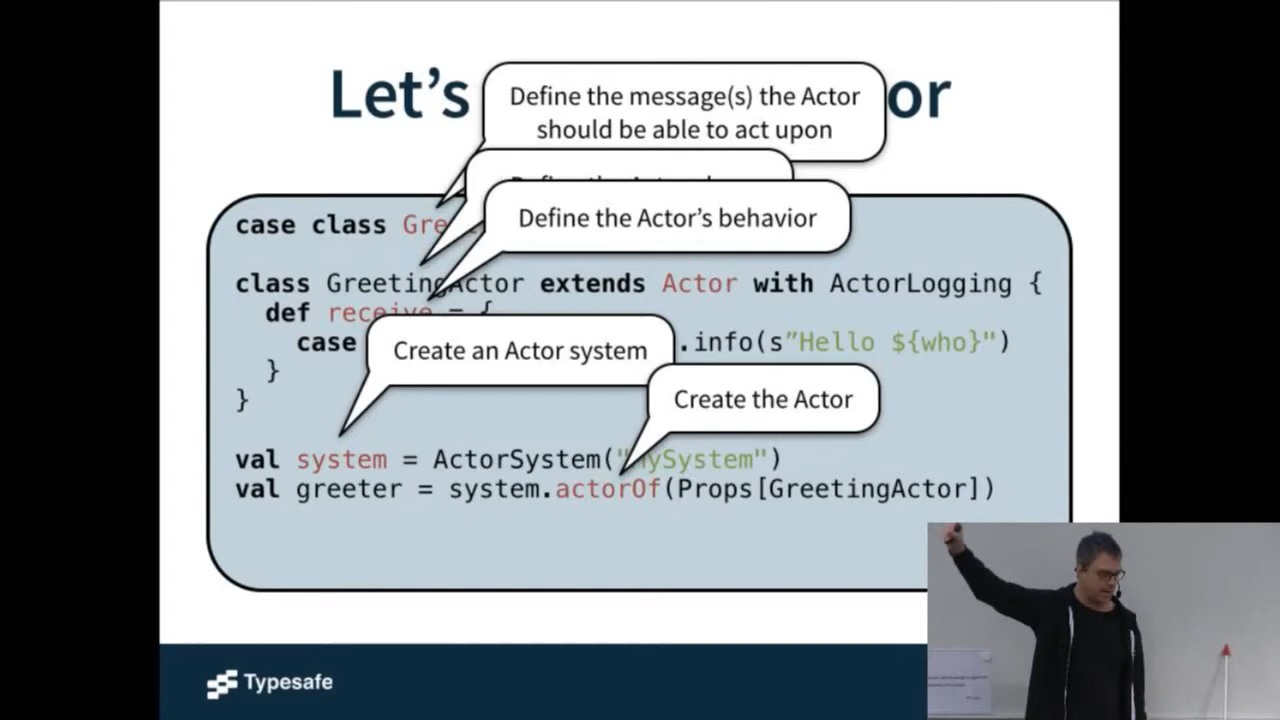 Let's
or
Define the message(s) the Actor
should be able to act upon
Define the Actor's behavior
case class Gre
class GreetingActor extends Actor with ActorLogging {
def receive = {
case
.info(s”Hello ${who}")
Create an Actor system
Create the Actor
}
}
val system = ActorSystem("MySystem")
val greeter = system.actorOf(Props[GreetingActor])
Typesafe